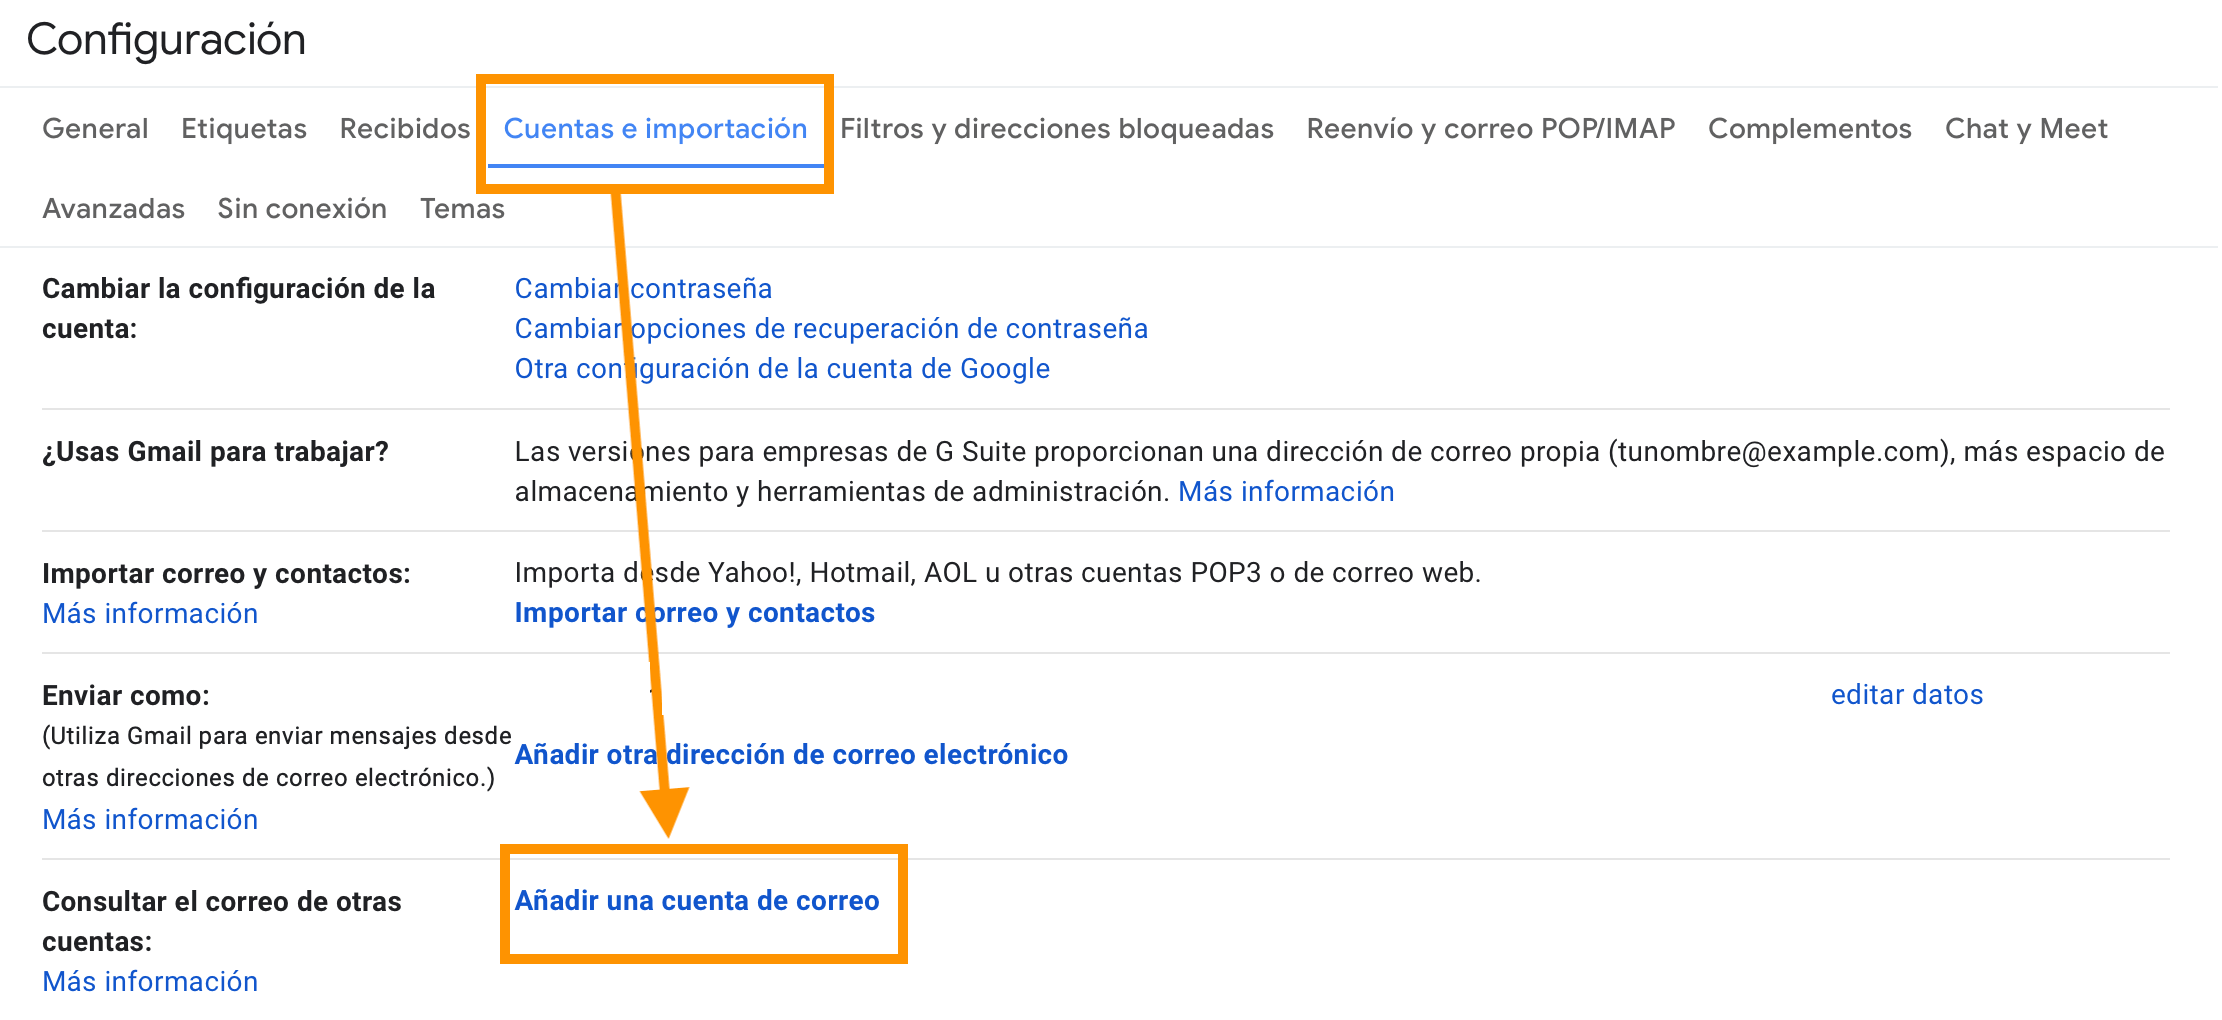 Configuración
General Etiquetas Recibidos Cuentas e importación Filtros y direcciones bloqueadas Reenvío y correo POP/IMAP Complementos Chat y Meet
Avanzadas Sin conexión Temas
Cambiar la configuración de la cuenta:
Cambiar contraseña
Cambiar opciones de recuperación de contraseña
Otra configuración de la cuenta de Google
¿Usas Gmail para trabajar?
Las versiones para empresas de G Suite proporcionan una dirección de correo propia (tunombre@example.com), más espacio de
almacenamiento y herramientas de administración. Más información
Importar correo y contactos:
Más información
Importa desde Yahoo!, Hotmail, AOL u otras cuentas POP3 o de correo web.
Importar correo y contactos
Enviar como:
(Utiliza Gmail para enviar mensajes desde
otras direcciones de correo electrónico.)
Más información
editar datos
Añadir otra dirección de correo electrónico
Consultar el correo de otras
cuentas:
Más información
Añadir una cuenta de correo